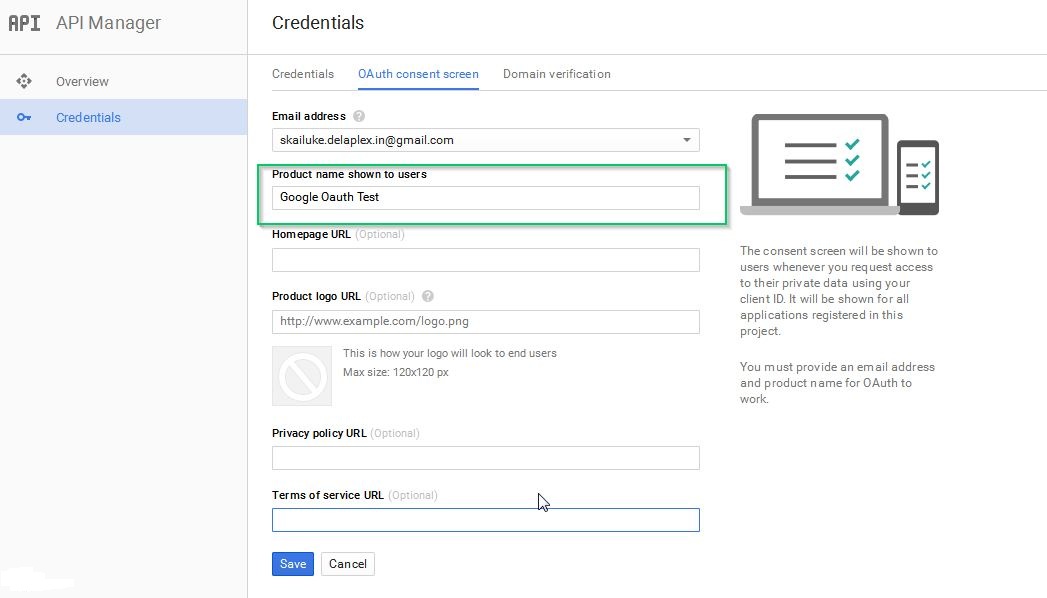 API API Manager
Credentials
Overview
Credentials
Credentials OAuth consent screen Domain verification
Email address ?
skailuke.delaplex.in@gmail.com
Product name shown to users
Google Oauth Test
Homepage URL (Optional)
Product logo URL (Optional) ?
http://www.example.com/logo.png
This is how your logo will look to end users
Max size: 120x120 px
Privacy policy URL (Optional)
Terms of service URL (Optional)
Save Cancel
The consent screen will be shown to
users whenever you request access
to their private data using your
client ID. It will be shown for all
applications registered in this
project.
You must provide an email address
and product name for OAuth to
work.